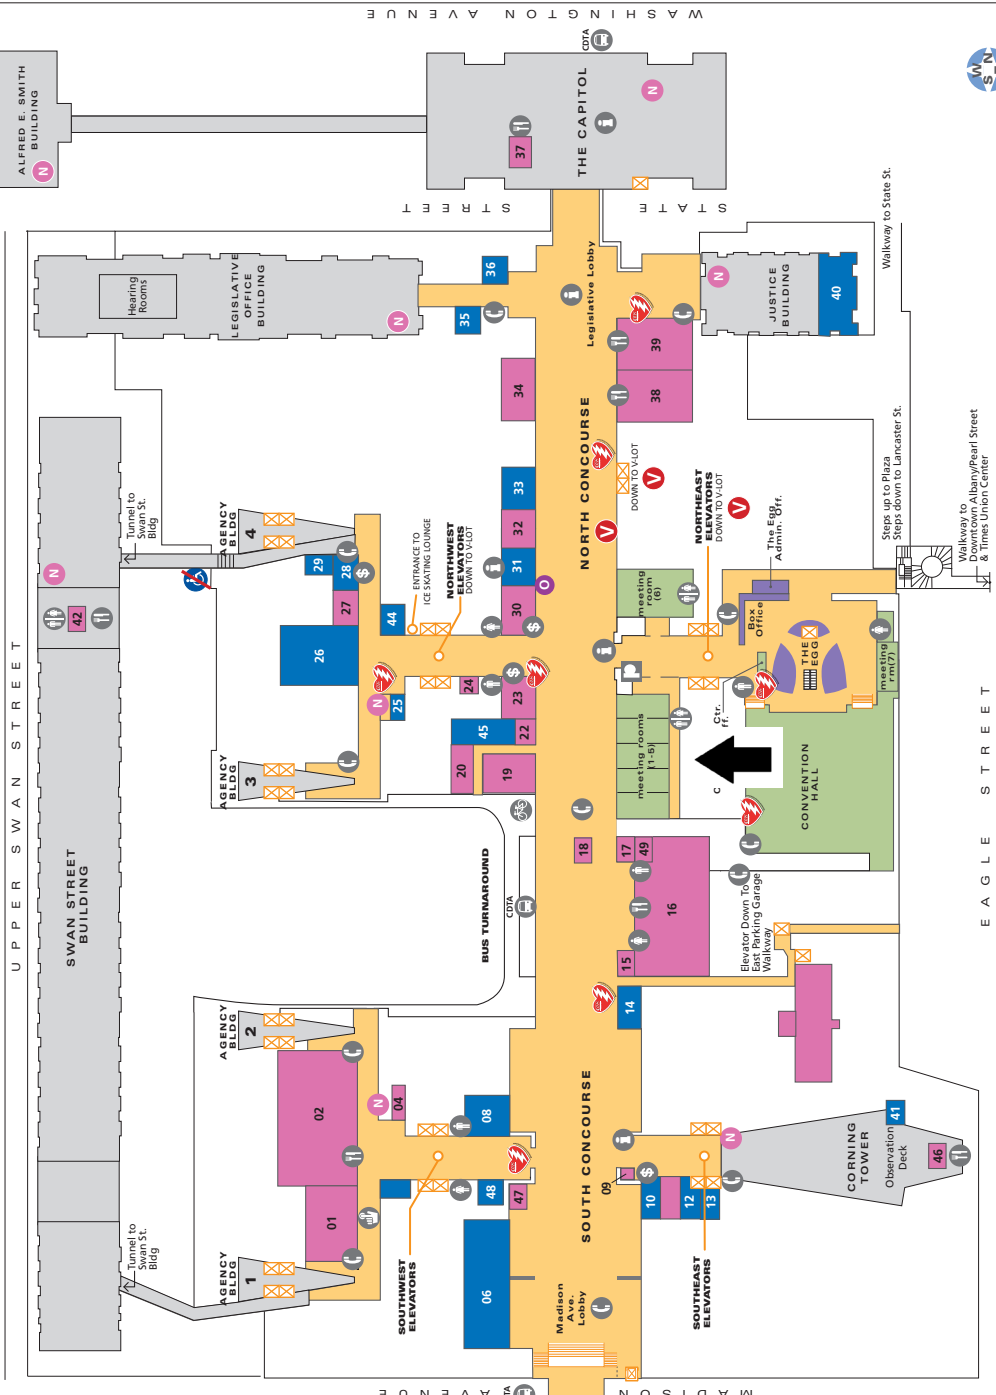 WASHINGTON AVENUE
CDTA
ALFRED E. SMITH
BUILDING
N
THE CAPITOL
N
37
W
N
S
STATE STREET
Walkway to State St.
Hearing
Rooms
LEGISLATIVE
OFFICE
BUILDING
N
36
35
Legislative Lobby
N
JUSTICE
BUILDING
40
39
38
34
33
32
31
30
O
NORTH CONCOURSE
DOWN TO V-LOT
V
V
V
NORTHEAST
ELEVATORS
DOWN TO V-LOT
The Egg
Admin. Off.
Steps up to Plaza
Steps down to Lancaster St.
Walkway to
Downtown Albany/Pearl Street
& Times Union Center
UPPER SWAN STREET
N
42
Tunnel to
Swan St.
Bldg
AGENCY
BLDG
4
29
28
27
26
44
ENTRANCE TO
ICE SKATING LOUNGE
NORTHWEST
ELEVATORS
DOWN TO V-LOT
N
25
24
23
22
45
20
19
AGENCY
BLDG
3
meeting
room
(6)
Box
Office
THE
EGG
meeting
rm(7)
P
meeting rooms
(1-5)
Ctr.
ff.
C
CONVENTION
HALL
EAGLE STREET
SWAN STREET
BUILDING
BUS TURNAROUND
CDTA
18
17
49
16
15
14
Elevator Down To
East Parking Garage
Walkway
AGENCY
BLDG
2
02
01
N
04
08
48
47
06
SOUTH CONCOURSE
09
10
12
13
N
41
CORNING
TOWER
Observation
Deck
46
Tunnel to
Swan St.
Bldg
AGENCY
BLDG
1
SOUTHWEST
ELEVATORS
SOUTHEAST
ELEVATORS
Madison
Ave.
Lobby
MADISON AVENUE